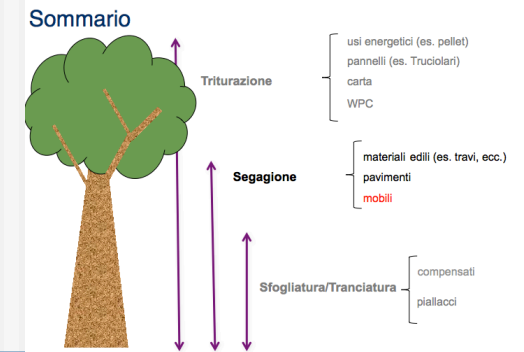 Sommario
Triturazione
usi energetici (es. pellet)
pannelli (es. Truciolari)
carta
WPC
Segagione
materiali edili (es. travi, ecc.)
pavimenti
mobili
Sfogliatura/Tranciatura
compensati
piallacci